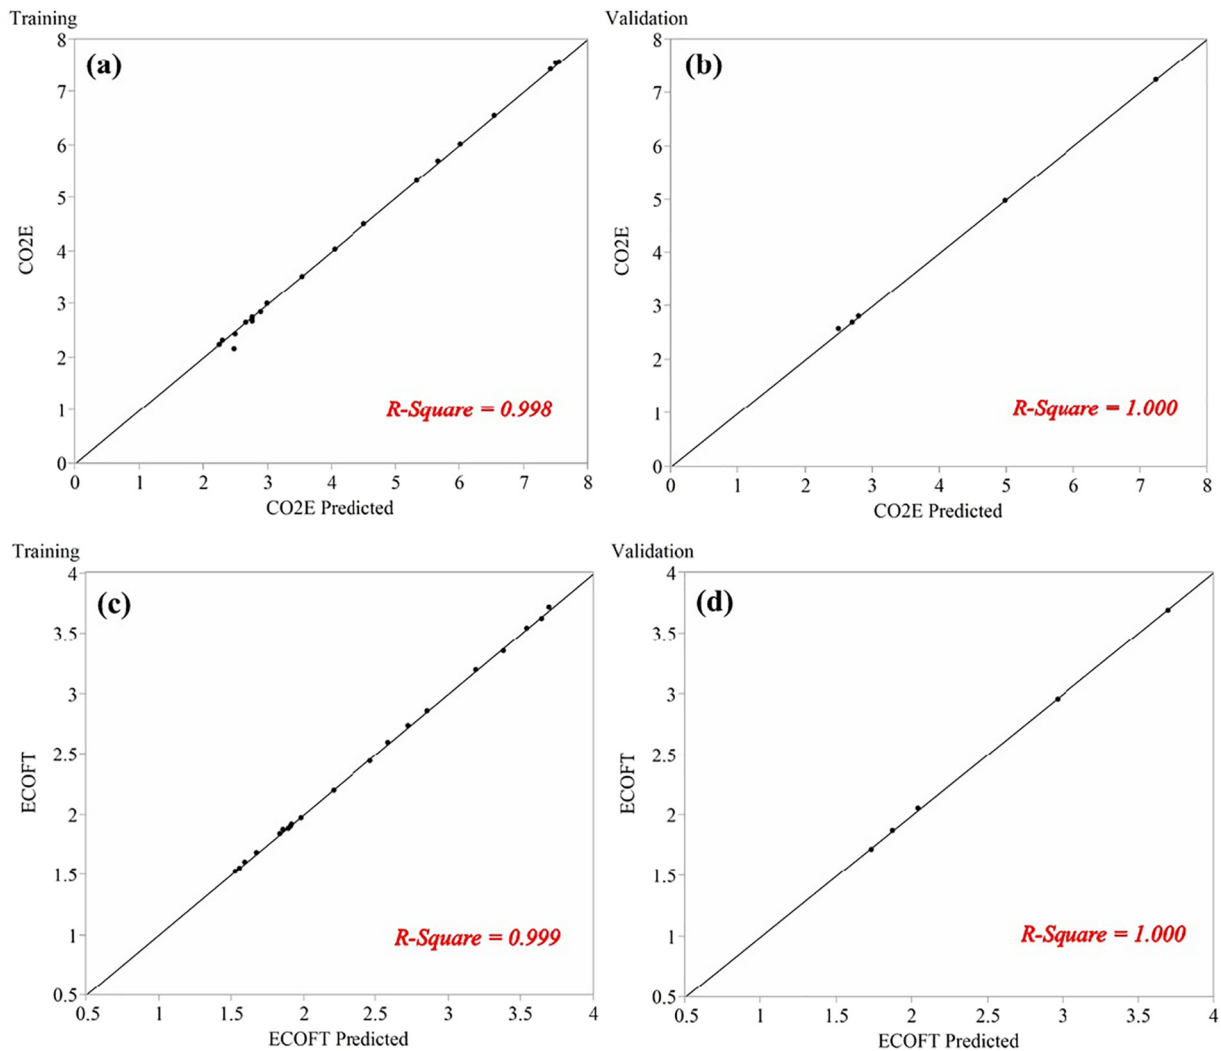 Training
Validation
(a)
8
7
6
5
4
3
2
1
0
CO2E
R-Square = 0.998
0 1 2 3 4 5 6 7 8
CO2E Predicted
(b)
8
7
6
5
4
3
2
1
0
CO2E
R-Square = 1.000
0 1 2 3 4 5 6 7 8
CO2E Predicted
Training
Validation
(c)
4
3.5
3
2.5
2
1.5
1
0.5
ECOFT
R-Square = 0.999
0.5 1 1.5 2 2.5 3 3.5 4
ECOFT Predicted
(d)
4
3.5
3
2.5
2
1.5
1
0.5
ECOFT
R-Square = 1.000
0.5 1 1.5 2 2.5 3 3.5 4
ECOFT Predicted